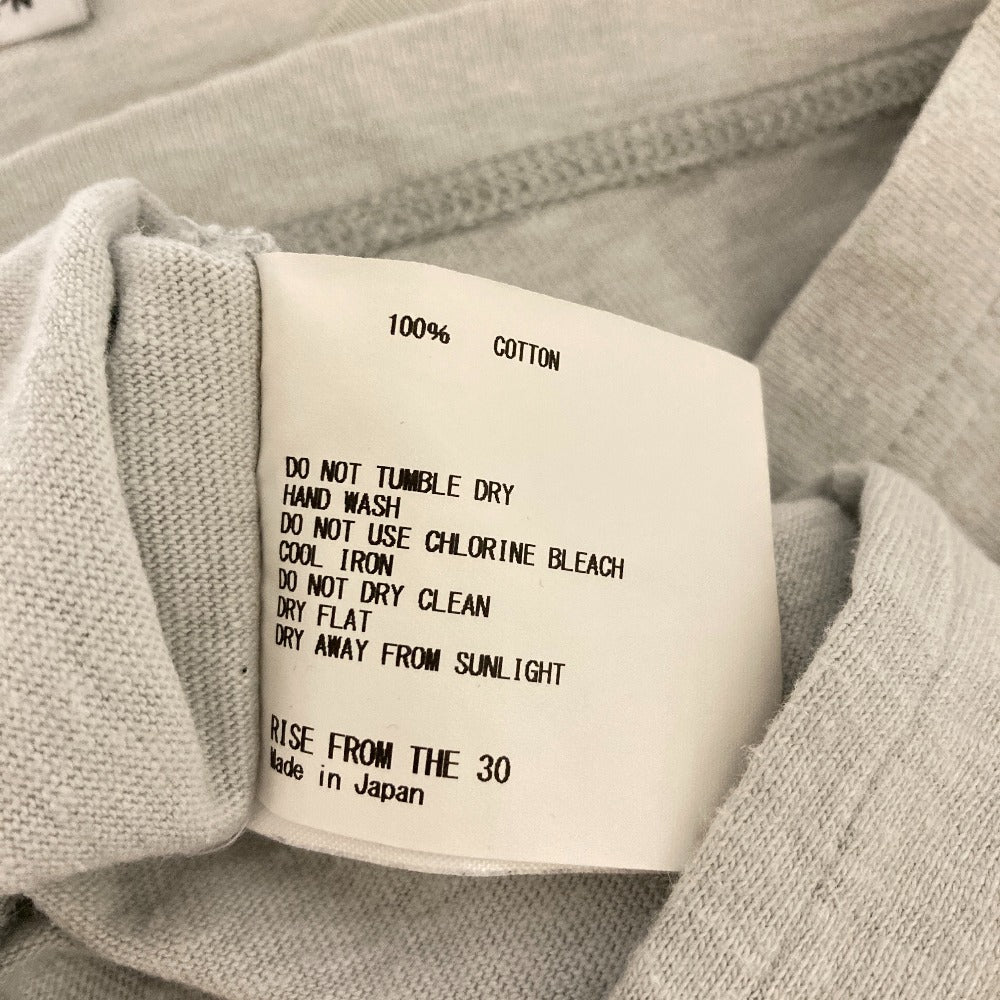 100% COTTON
DO NOT TUMBLE DRY
HAND WASH
DO NOT USE CHLORINE BLEACH
COOL IRON
DO NOT DRY CLEAN
DRY FLAT
DRY AWAY FROM SUNLIGHT
RISE FROM THE 30
Made in Japan